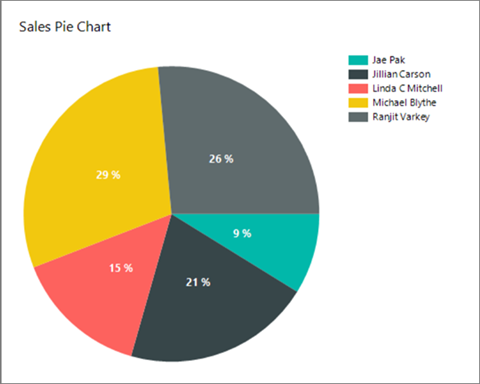 Sales Pie Chart
Jae Pak
Jillian Carson
Linda C Mitchell
Michael Blythe
Ranjit Varkey
29 %
26 %
9 %
15 %
21 %